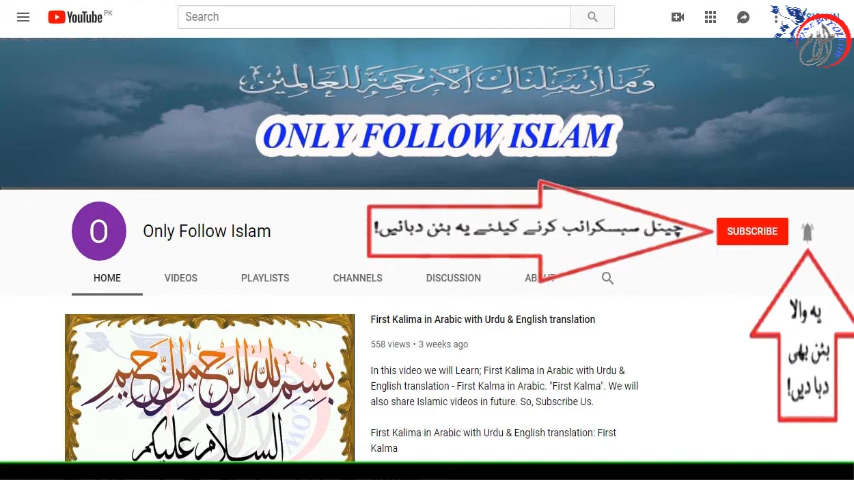 YouTube PK
Search
وما ارسلناك الا رحمة للعالمين
ONLY FOLLOW ISLAM
O
Only Follow Islam
چینل سبسکرائب کرنے کیلئے یہ بٹن دبائیں!
SUBSCRIBE
HOME
VIDEOS
PLAYLISTS
CHANNELS
DISCUSSION
ABOUT
یہ والا
بٹن بھی
دبا دیں!
بسم الله الرحمن الرحيم
السلام عليكم
First Kalima in Arabic with Urdu & English translation
558 views • 3 weeks ago
In this video we will Learn; First Kalima in Arabic with Urdu &
English translation - First Kalma in Arabic. "First Kalma". We will
also share Islamic videos in future. So, Subscribe Us.
First Kalima in Arabic with Urdu & English translation: First
Kalma